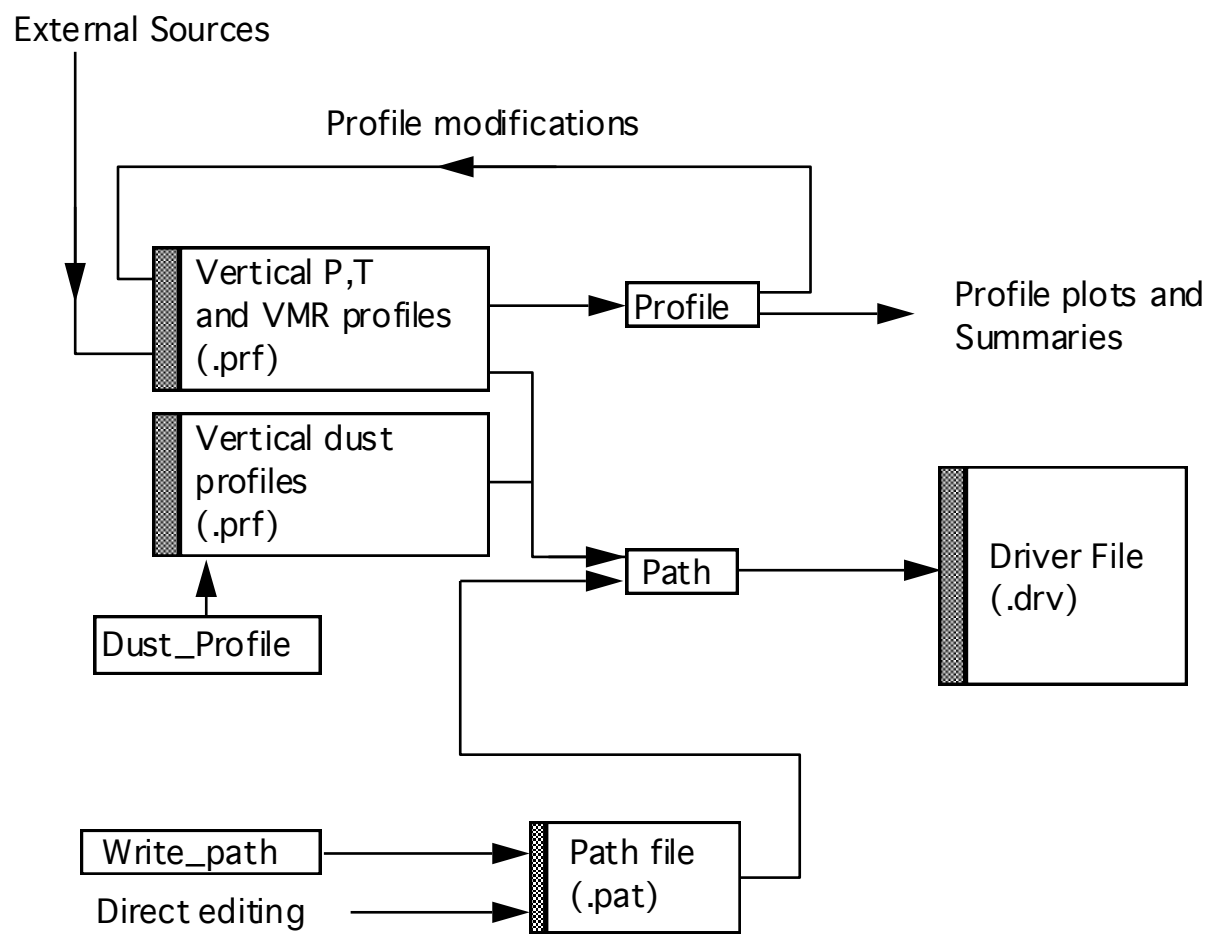 External Sources
Profile modifications
Vertical P,T
and VMR profiles
(.prf)
Profile
Profile plots and
Summaries
Vertical dust
profiles
(.prf)
Path
Driver File
(.drv)
Dust_Profile
Write_path
Path file
(.pat)
Direct editing